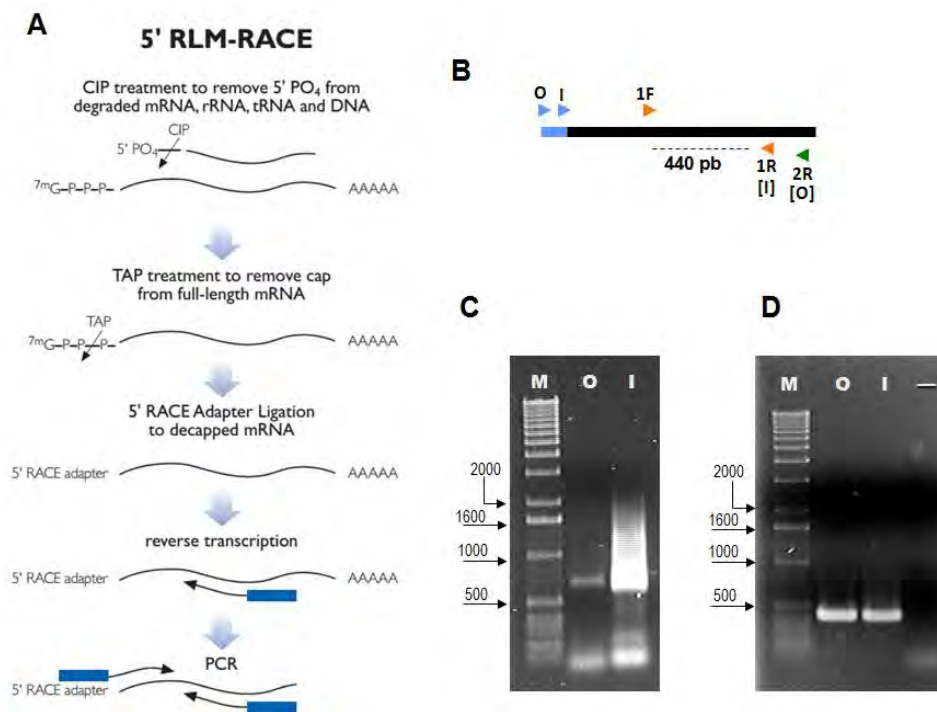 A
5' RLM-RACE
CIP treatment to remove 5' PO4 from
degraded mRNA, rRNA, tRNA and DNA
CIP
5' PO4
7mG-P-P-P-
AAAAA
TAP treatment to remove cap
from full-length mRNA
TAP
7mG-P-P-P-
AAAAA
5' RACE Adapter Ligation
to decapped mRNA
5' RACE adapter
AAAAA
reverse transcription
5' RACE adapter
AAAAA
PCR
5' RACE adapter
B
O I 1F
440 pb
1R 2R
[I] [O]
C
M O I
2000
1600
1000
500
D
M O I —
2000
1600
1000
500